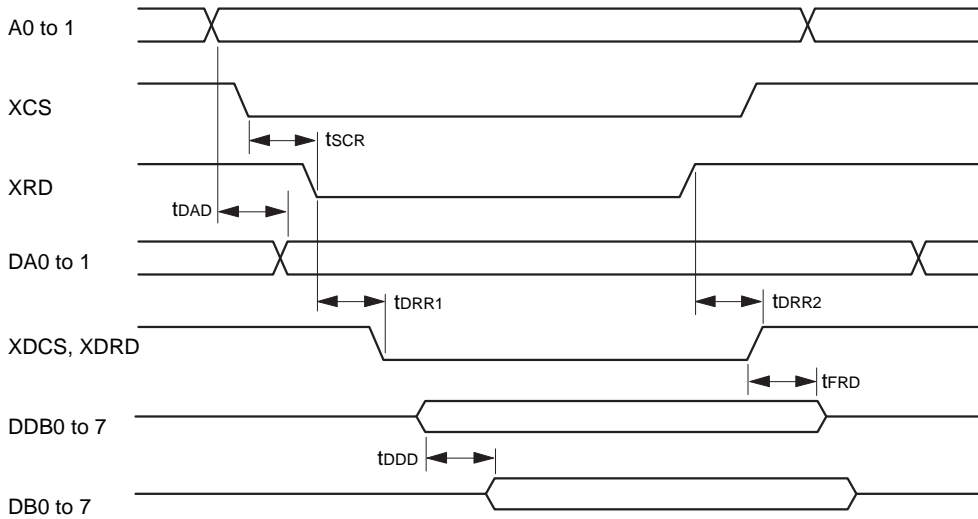 A0 to 1
XCS
tSCR
XRD
tDAD
DA0 to 1
tDRR1
tDRR2
XDCS, XDRD
tFRD
DDB0 to 7
tDDD
DB0 to 7